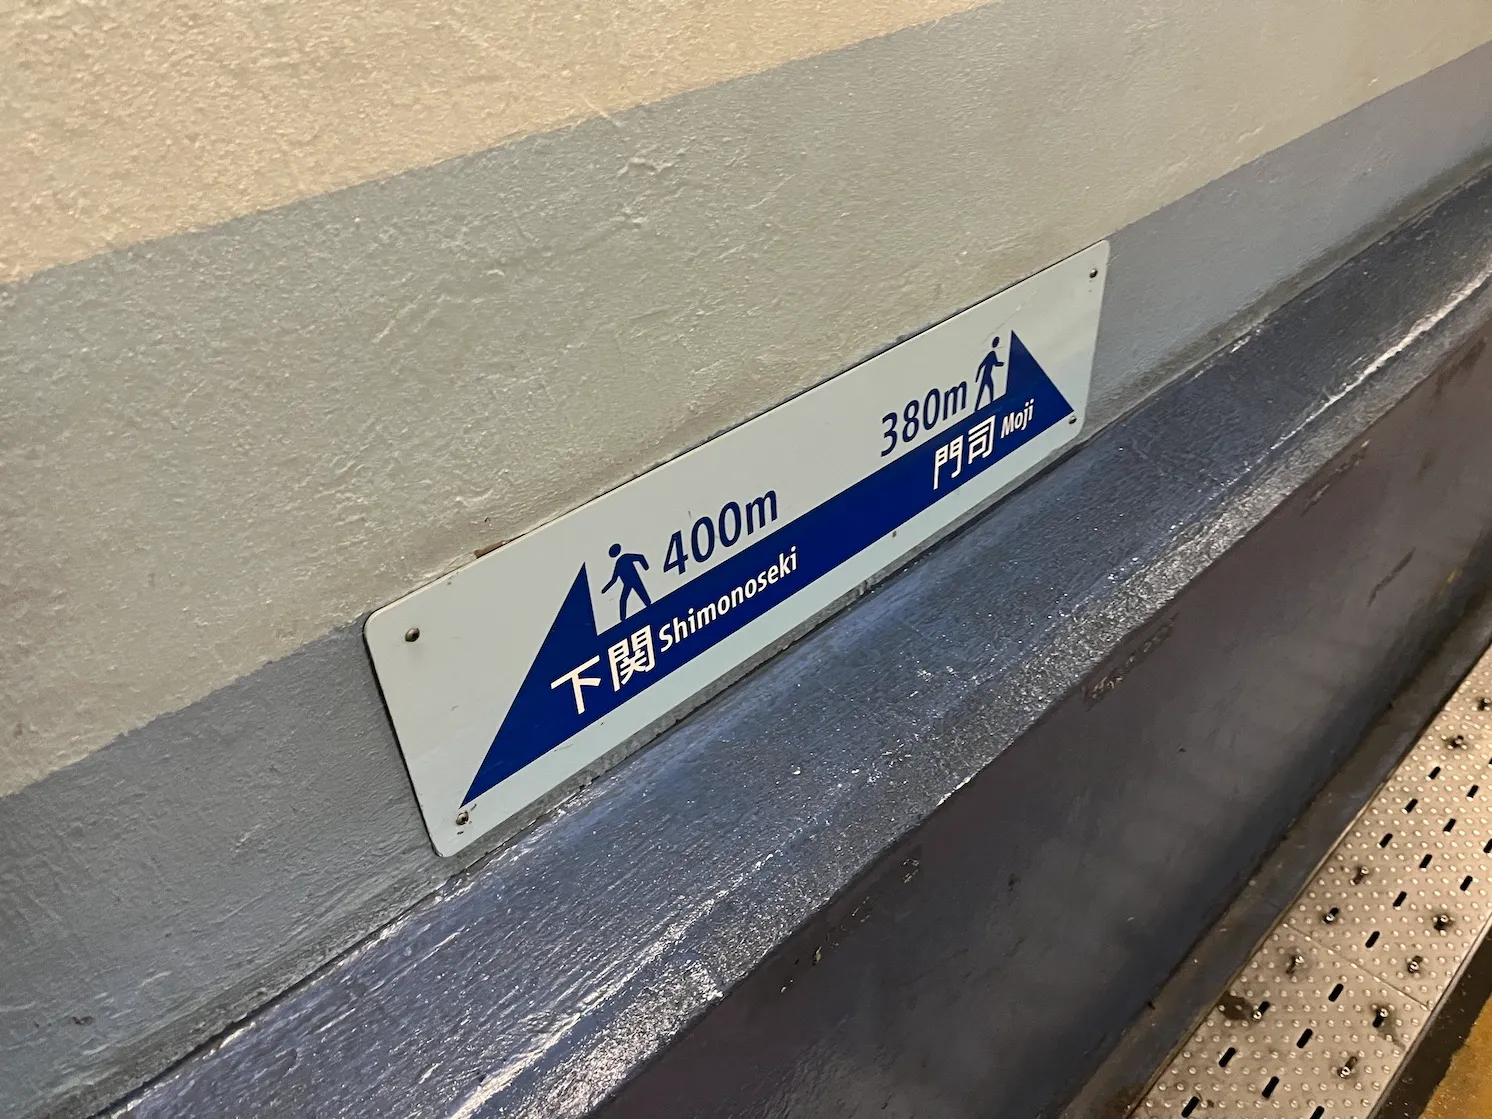 400m
下関 Shimonoseki
380m
門司 Moji